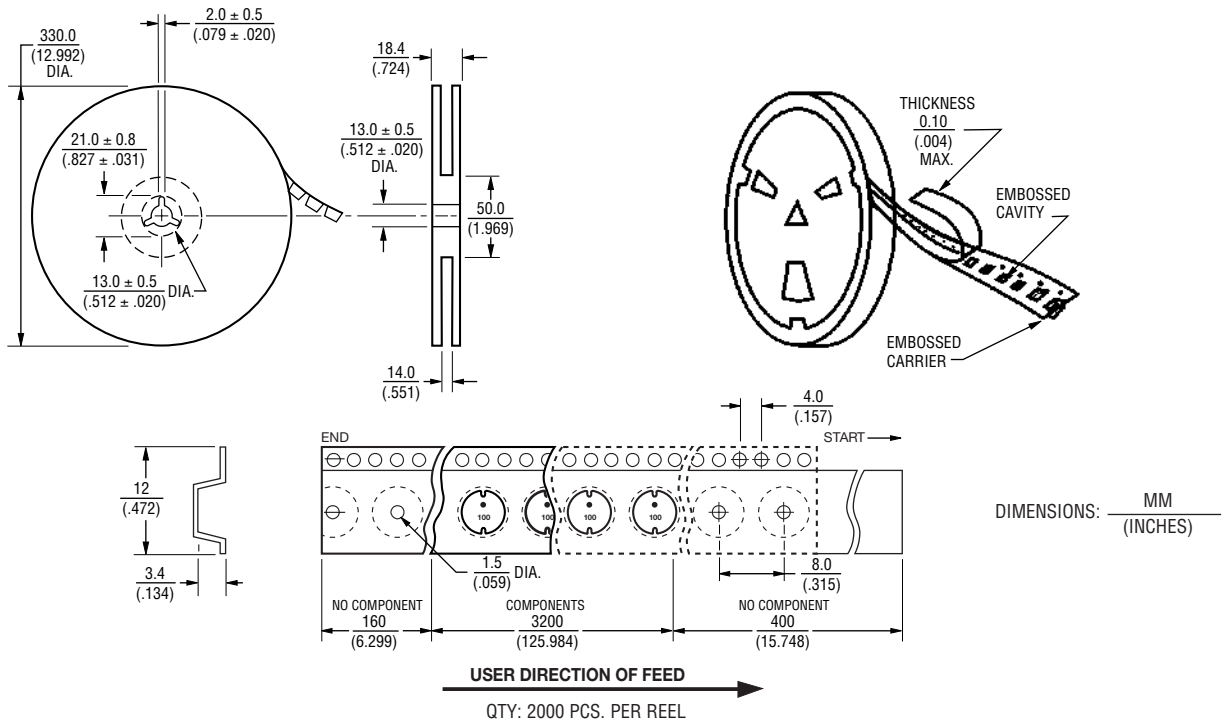 330.0
(12.992)
DIA.
2.0 ± 0.5
(.079 ± .020)
21.0 ± 0.8
(.827 ± .031)
13.0 ± 0.5
(.512 ± .020)
DIA.
18.4
(.724)
13.0 ± 0.5
(.512 ± .020)
DIA.
50.0
(1.969)
14.0
(.551)
THICKNESS
0.10
(.004)
MAX.
EMBOSSED
CAVITY
EMBOSSED
CARRIER
12
(.472)
3.4
(.134)
END
START
4.0
(.157)
100
100
100
100
1.5
(.059)
DIA.
8.0
(.315)
NO COMPONENT
160
(6.299)
COMPONENTS
3200
(125.984)
NO COMPONENT
400
(15.748)
DIMENSIONS:
MM
(INCHES)
USER DIRECTION OF FEED
QTY: 2000 PCS. PER REEL